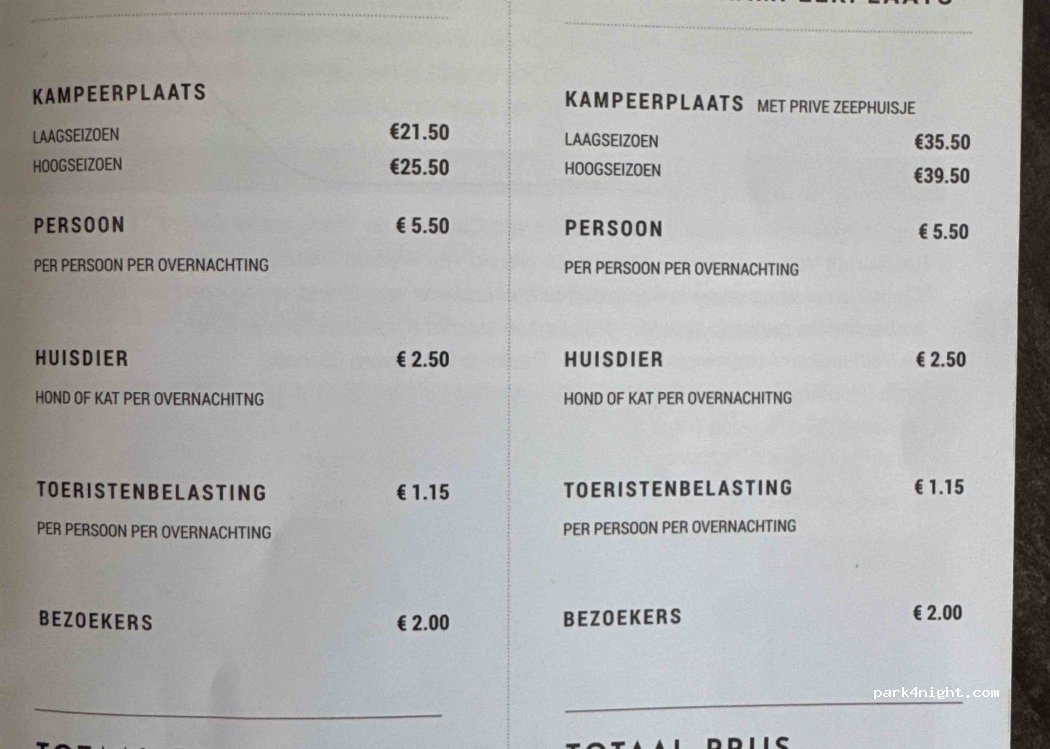 KAMPEERPLAATS
LAAGSEIZOEN €21.50
HOOGSEIZOEN €25.50
PERSOON € 5.50
PER PERSOON PER OVERNACHTING
HUISDIER € 2.50
HOND OF KAT PER OVERNACHITNG
TOERISTENBELASTING € 1.15
PER PERSOON PER OVERNACHTING
BEZOEKERS € 2.00
KAMPEERPLAATS MET PRIVE ZEEPHUISJE
LAAGSEIZOEN €35.50
HOOGSEIZOEN €39.50
PERSOON € 5.50
PER PERSOON PER OVERNACHTING
HUISDIER € 2.50
HOND OF KAT PER OVERNACHITNG
TOERISTENBELASTING € 1.15
PER PERSOON PER OVERNACHTING
BEZOEKERS € 2.00
TOTAAL PRIJS
park4night.com